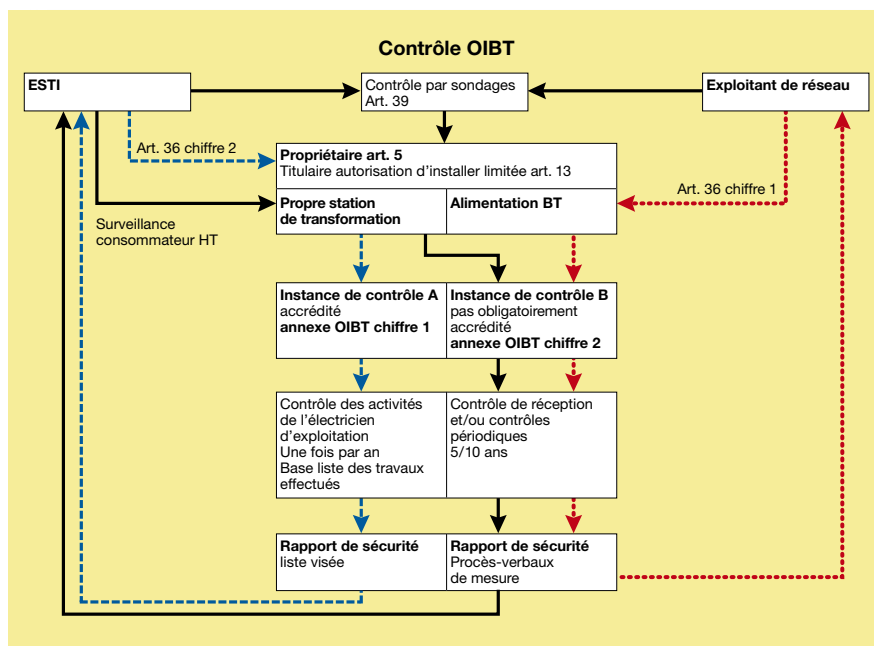 Contrôle OIBT
ESTI
Contrôle par sondages
Art. 39
Exploitant de réseau
Art. 36 chiffre 2
Propriétaire art. 5
Titulaire autorisation d'installer limitée art. 13
Art. 36 chiffre 1
Propre station
de transformation
Alimentation BT
Surveillance
consommateur HT
Instance de contrôle A
accrédité
annexe OIBT chiffre 1
Instance de contrôle B
pas obligatoirement
accrédité
annexe OIBT chiffre 2
Contrôle des activités
de l'électricien
d'exploitation
Une fois par an
Base liste des travaux
effectués
Contrôle de réception
et/ou contrôles
périodiques
5/10 ans
Rapport de sécurité
liste visée
Rapport de sécurité
Procès-verbaux
de mesure